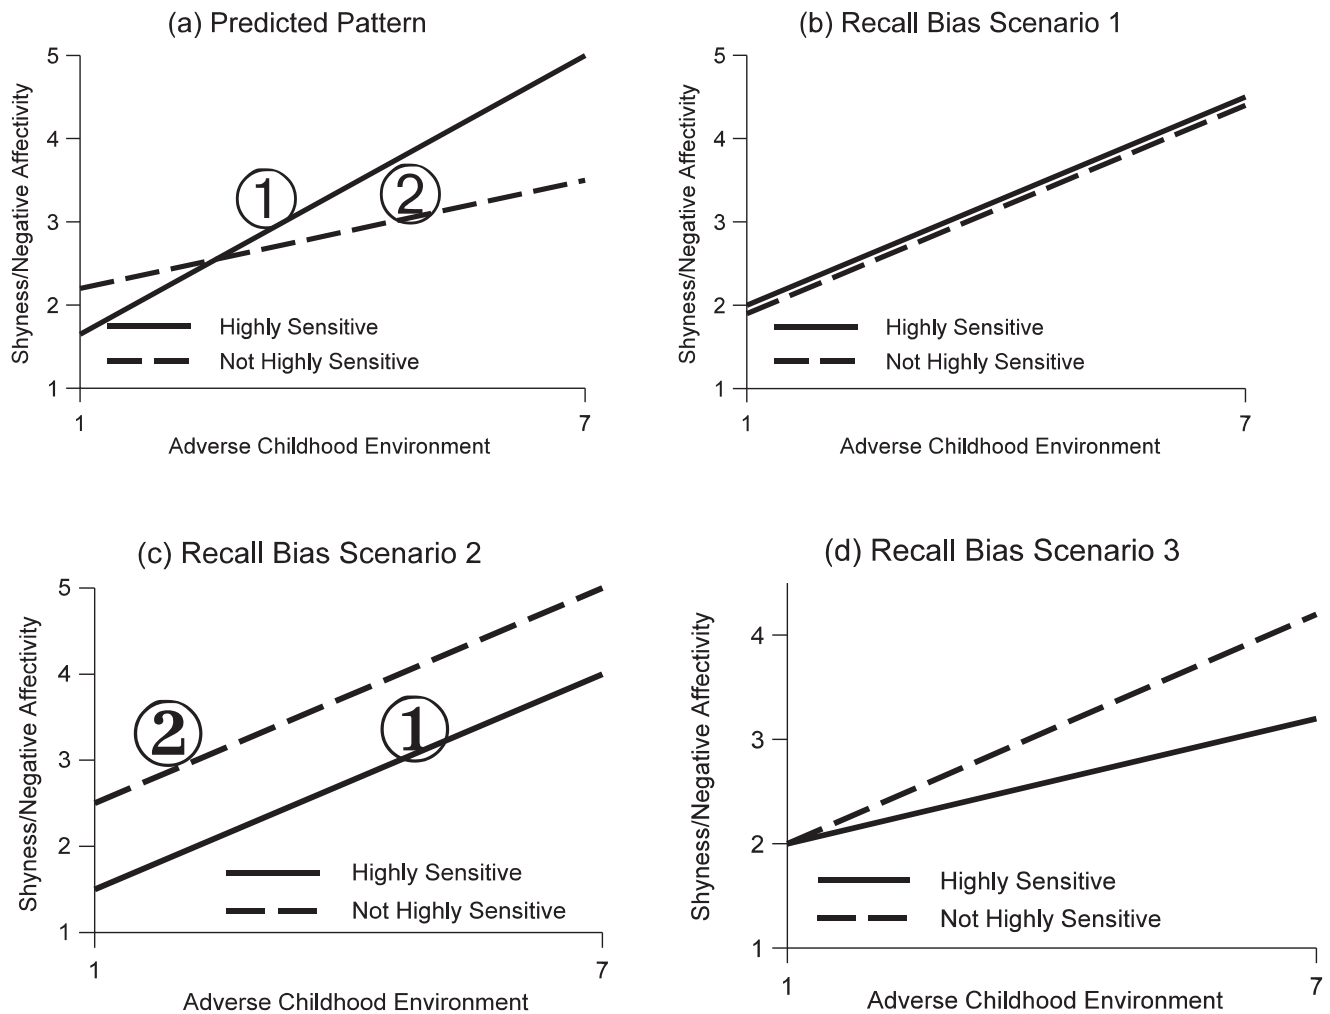 (a) Predicted Pattern
Shyness/Negative Affectivity
5
4
3
2
1
①
②
Highly Sensitive
Not Highly Sensitive
1
7
Adverse Childhood Environment
(b) Recall Bias Scenario 1
Shyness/Negative Affectivity
5
4
3
2
1
Highly Sensitive
Not Highly Sensitive
1
7
Adverse Childhood Environment
(c) Recall Bias Scenario 2
Shyness/Negative Affectivity
5
4
3
2
1
②
①
Highly Sensitive
Not Highly Sensitive
1
7
Adverse Childhood Environment
(d) Recall Bias Scenario 3
Shyness/Negative Affectivity
4
3
2
1
Highly Sensitive
Not Highly Sensitive
1
7
Adverse Childhood Environment